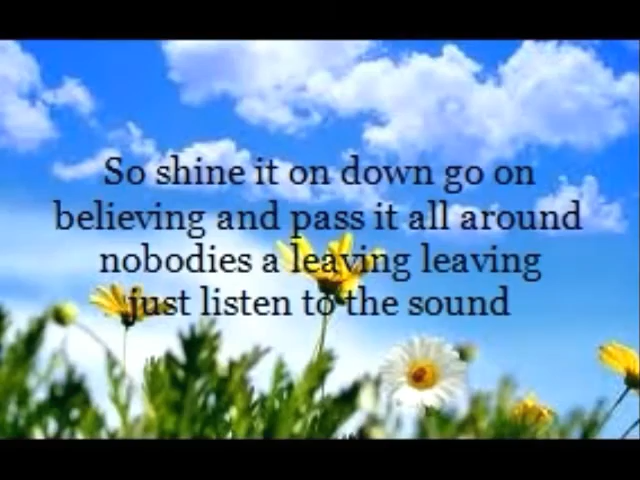 So shine it on down go on
believing and pass it all around
nobodies a leaving leaving
just listen to the sound